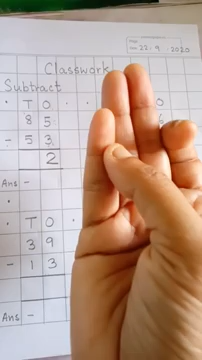 22.9.2020
Classwork
Subtract
T O
8 5
- 5 3
2
Ans -
T O
3 9
- 1 3
Ans -
O